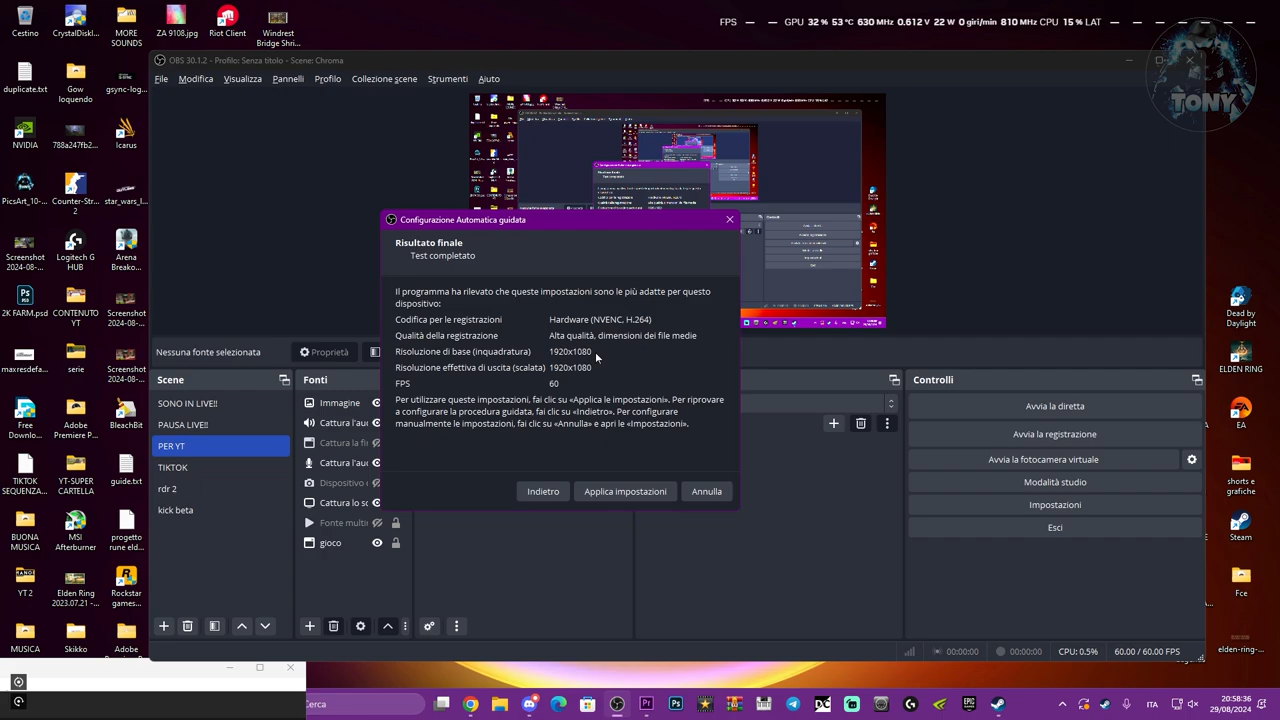 Cestino
CrystalDiskI...
MORE SOUNDS
ZA 9108.jpg
Riot Client
Windrest Bridge Shri...
FPS GPU 32 % 53 °C 630 MHz 0.612 V 22 W 0 giri/min 810 MHz CPU 15 % LAT
TONY
duplicate.txt
Gow loquendo
gsync-log...
NVIDIA
788a247fb2...
Icarus
PicsArt_10-...
Counter-Str... 2
star_wars_l...
Screenshot 2024-08-...
Logitech G HUB
Arena Breako...
2K FARM.psd
CONTENUTO YT
Screenshot 2024-08-...
maxresdefa...
serie
Screenshot 2024-08-...
Free Downlo...
Adobe Premiere P...
BleachBit
TIKTOK SEQUENZA...
YT-SUPER CARTELLA
guide.txt
BUONA MUSICA
MSI Afterburner
progetto rune eld...
YT 2
Elden Ring 2023.07.21 -...
Rockstar games...
MUSICA
Skikko
Adobe
OBS 30.1.2 - Profilo: Senza titolo - Scene: Chroma
File Modifica Visualizza Pannelli Profilo Collezione scene Strumenti Aiuto
Configurazione Automatica guidata
Risultato finale
Test completato
Il programma ha rilevato che queste impostazioni sono le più adatte per questo
dispositivo:
Codifica per le registrazioni Hardware (NVENC, H.264)
Qualità della registrazione Alta qualità, dimensioni dei file medie
Risoluzione di base (inquadratura) 1920x1080
Risoluzione effettiva di uscita (scalata) 1920x1080
FPS 60
Per utilizzare queste impostazioni, fai clic su «Applica le impostazioni». Per riprovare
a configurare la procedura guidata, fai clic su «Indietro». Per configurare
manualmente le impostazioni, fai clic su «Annulla» e apri le «Impostazioni».
Indietro Applica impostazioni Annulla
Nessuna fonte selezionata
Proprietà
Scene
SONO IN LIVE!!
PAUSA LIVE!!
PER YT
TIKTOK
rdr 2
kick beta
Fonti
Immagine
Cattura l'au
Cattura la fi
Cattura l'au
Dispositivo
Cattura lo s
Fonte multi
gioco
Controlli
Avvia la diretta
Avvia la registrazione
Avvia la fotocamera virtuale
Modalità studio
Impostazioni
Esci
00:00:00 00:00:00 CPU: 0.5% 60.00 / 60.00 FPS
Dead by Daylight
ELDEN RING
EA
shorts e grafiche
Steam
Fce
elden-ring-...
Cerca
ITA
20:58:36
29/08/2024